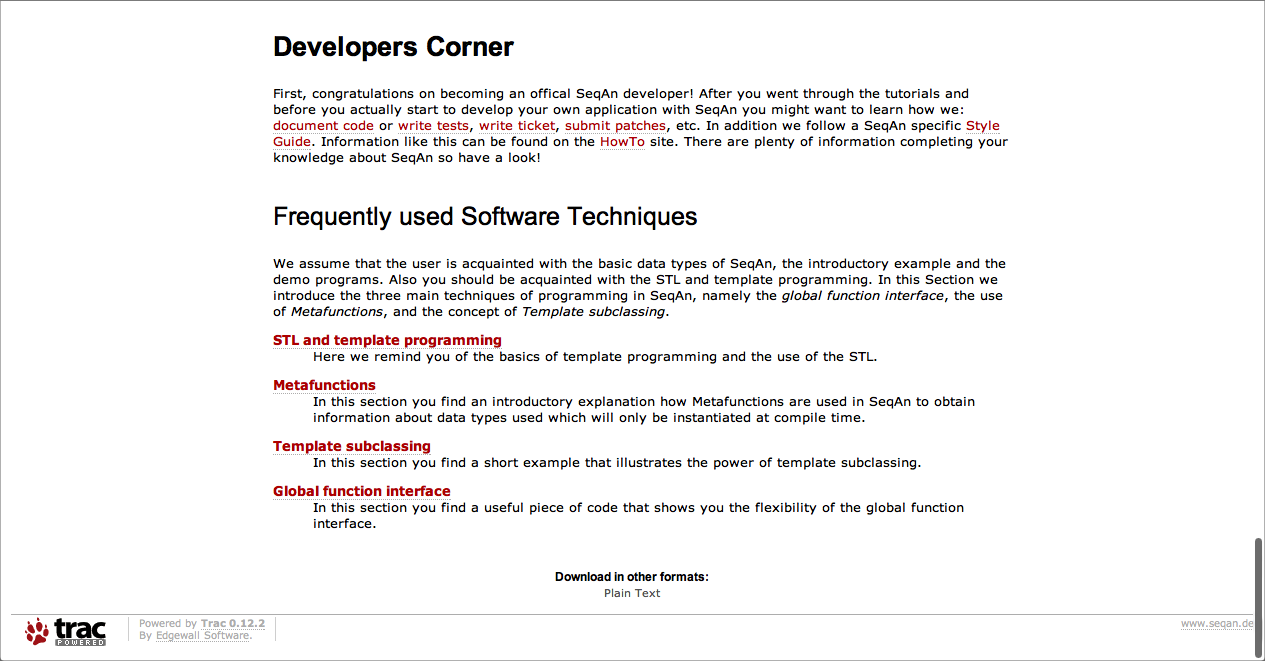 Developers Corner
First, congratulations on becoming an offical SeqAn developer! After you went through the tutorials and
before you actually start to develop your own application with SeqAn you might want to learn how we:
document code or write tests, write ticket, submit patches, etc. In addition we follow a SeqAn specific Style
Guide. Information like this can be found on the HowTo site. There are plenty of information completing your
knowledge about SeqAn so have a look!
Frequently used Software Techniques
We assume that the user is acquainted with the basic data types of SeqAn, the introductory example and the
demo programs. Also you should be acquainted with the STL and template programming. In this Section we
introduce the three main techniques of programming in SeqAn, namely the global function interface, the use
of Metafunctions, and the concept of Template subclassing.
STL and template programming
Here we remind you of the basics of template programming and the use of the STL.
Metafunctions
In this section you find an introductory explanation how Metafunctions are used in SeqAn to obtain
information about data types used which will only be instantiated at compile time.
Template subclassing
In this section you find a short example that illustrates the power of template subclassing.
Global function interface
In this section you find a useful piece of code that shows you the flexibility of the global function
interface.
Download in other formats:
Plain Text
trac
POWERED
Powered by Trac 0.12.2
By Edgewall Software.
www.seqan.de